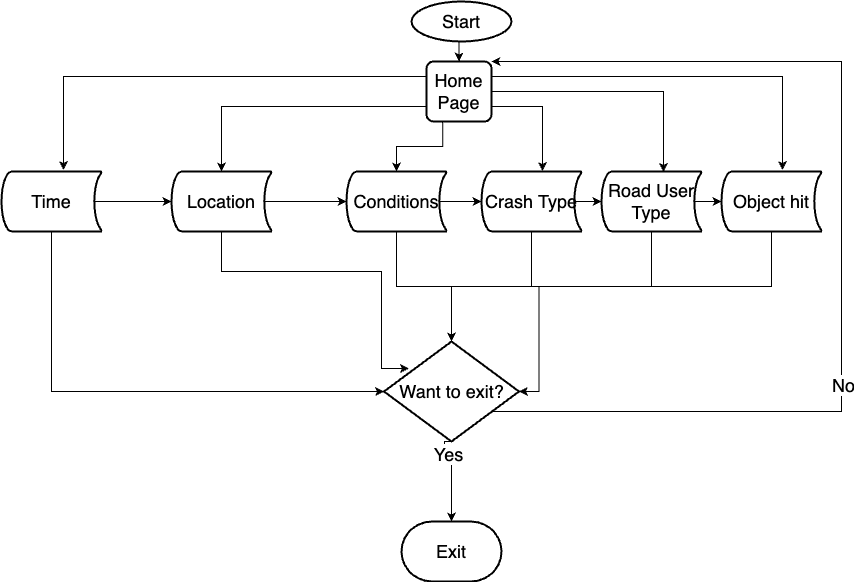 Start
Home
Page
Time
Location
Conditions
Crash Type
Road User
Type
Object hit
Want to exit?
No
Yes
Exit